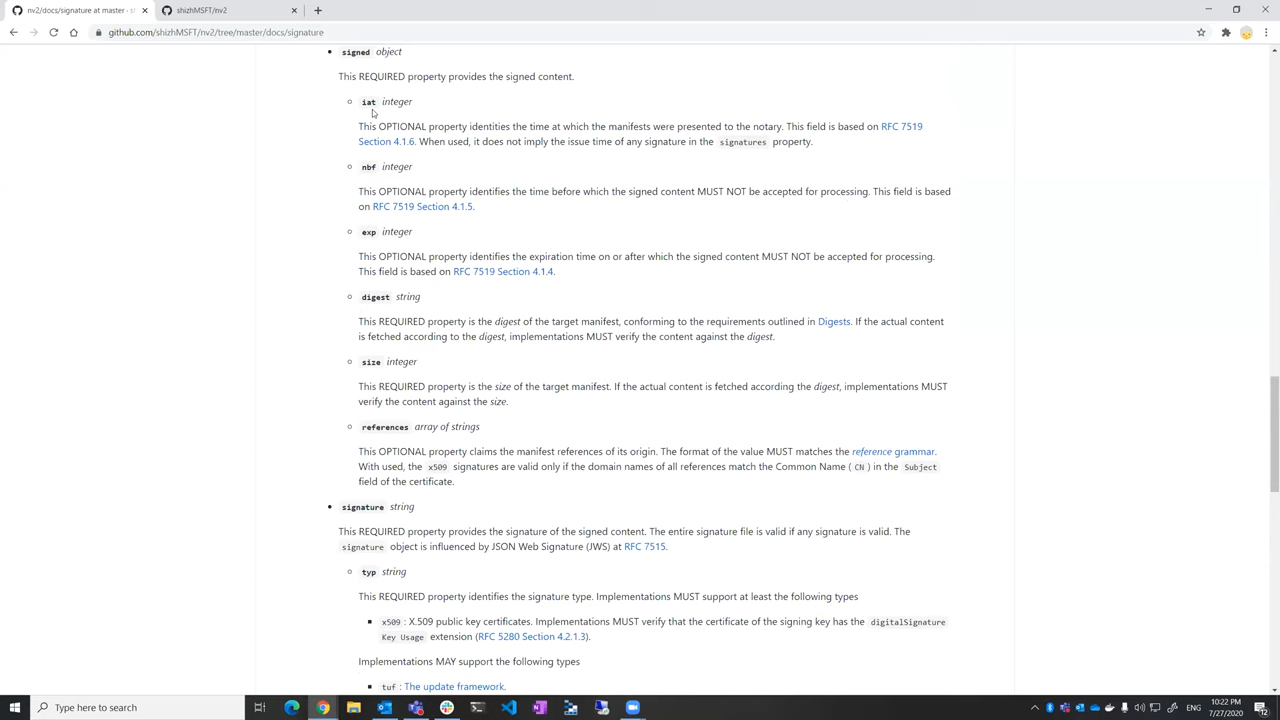 nv2/docs/signature at master · s
shizhMSFT/nv2
github.com/shizhMSFT/nv2/tree/master/docs/signature
signed object
This REQUIRED property provides the signed content.
iat integer
This OPTIONAL property identities the time at which the manifests were presented to the notary. This field is based on RFC 7519
Section 4.1.6. When used, it does not imply the issue time of any signature in the signatures property.
nbf integer
This OPTIONAL property identifies the time before which the signed content MUST NOT be accepted for processing. This field is based
on RFC 7519 Section 4.1.5.
exp integer
This OPTIONAL property identifies the expiration time on or after which the signed content MUST NOT be accepted for processing.
This field is based on RFC 7519 Section 4.1.4.
digest string
This REQUIRED property is the digest of the target manifest, conforming to the requirements outlined in Digests. If the actual content
is fetched according to the digest, implementations MUST verify the content against the digest.
size integer
This REQUIRED property is the size of the target manifest. If the actual content is fetched according the digest, implementations MUST
verify the content against the size.
references array of strings
This OPTIONAL property claims the manifest references of its origin. The format of the value MUST matches the reference grammar.
With used, the x509 signatures are valid only if the domain names of all references match the Common Name ( CN ) in the Subject
field of the certificate.
signature string
This REQUIRED property provides the signature of the signed content. The entire signature file is valid if any signature is valid. The
signature object is influenced by JSON Web Signature (JWS) at RFC 7515.
typ string
This REQUIRED property identifies the signature type. Implementations MUST support at least the following types
x509 : X.509 public key certificates. Implementations MUST verify that the certificate of the signing key has the digitalSignature
Key Usage extension (RFC 5280 Section 4.2.1.3).
Implementations MAY support the following types
tuf : The update framework.
Type here to search
ENG
10:22 PM
7/27/2020
12